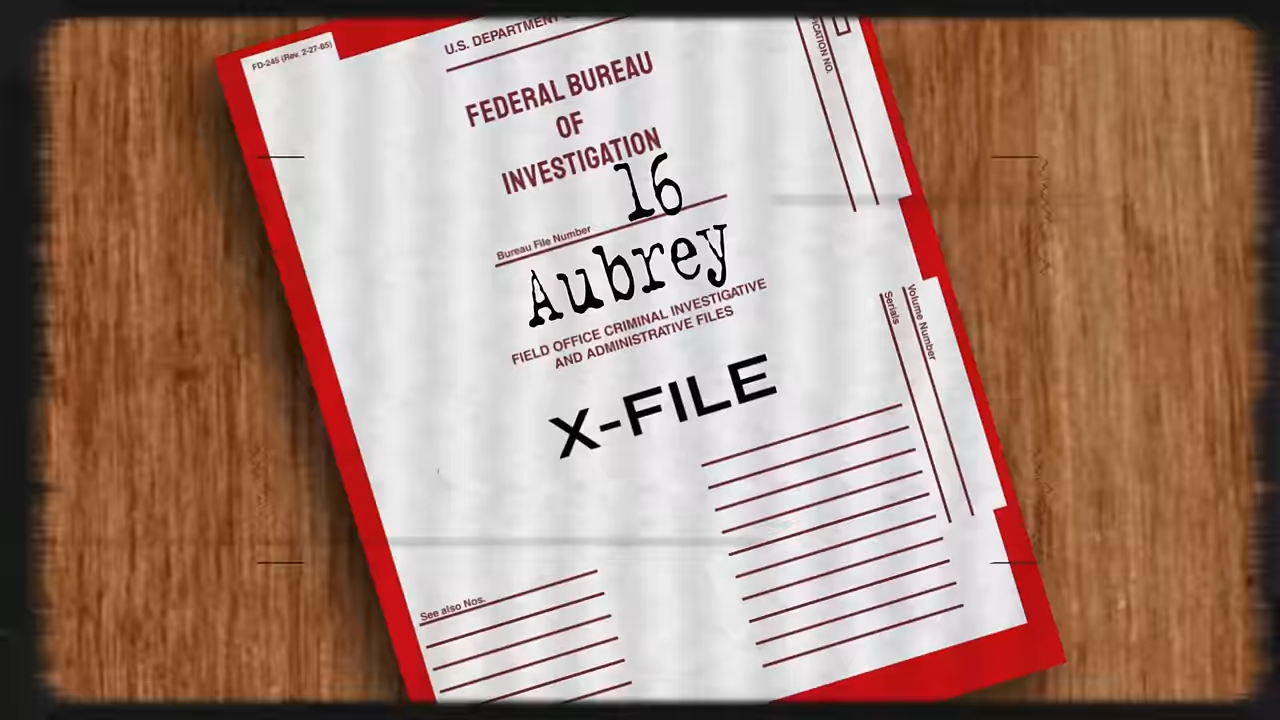 FD-245 (Rev. 2-27-85)
U.S. DEPARTMENT
FEDERAL BUREAU
OF
INVESTIGATION
16
Bureau File Number
Aubrey
FIELD OFFICE CRIMINAL INVESTIGATIVE
AND ADMINISTRATIVE FILES
X-FILE
NO.
Serials
Volume Number
See also Nos.